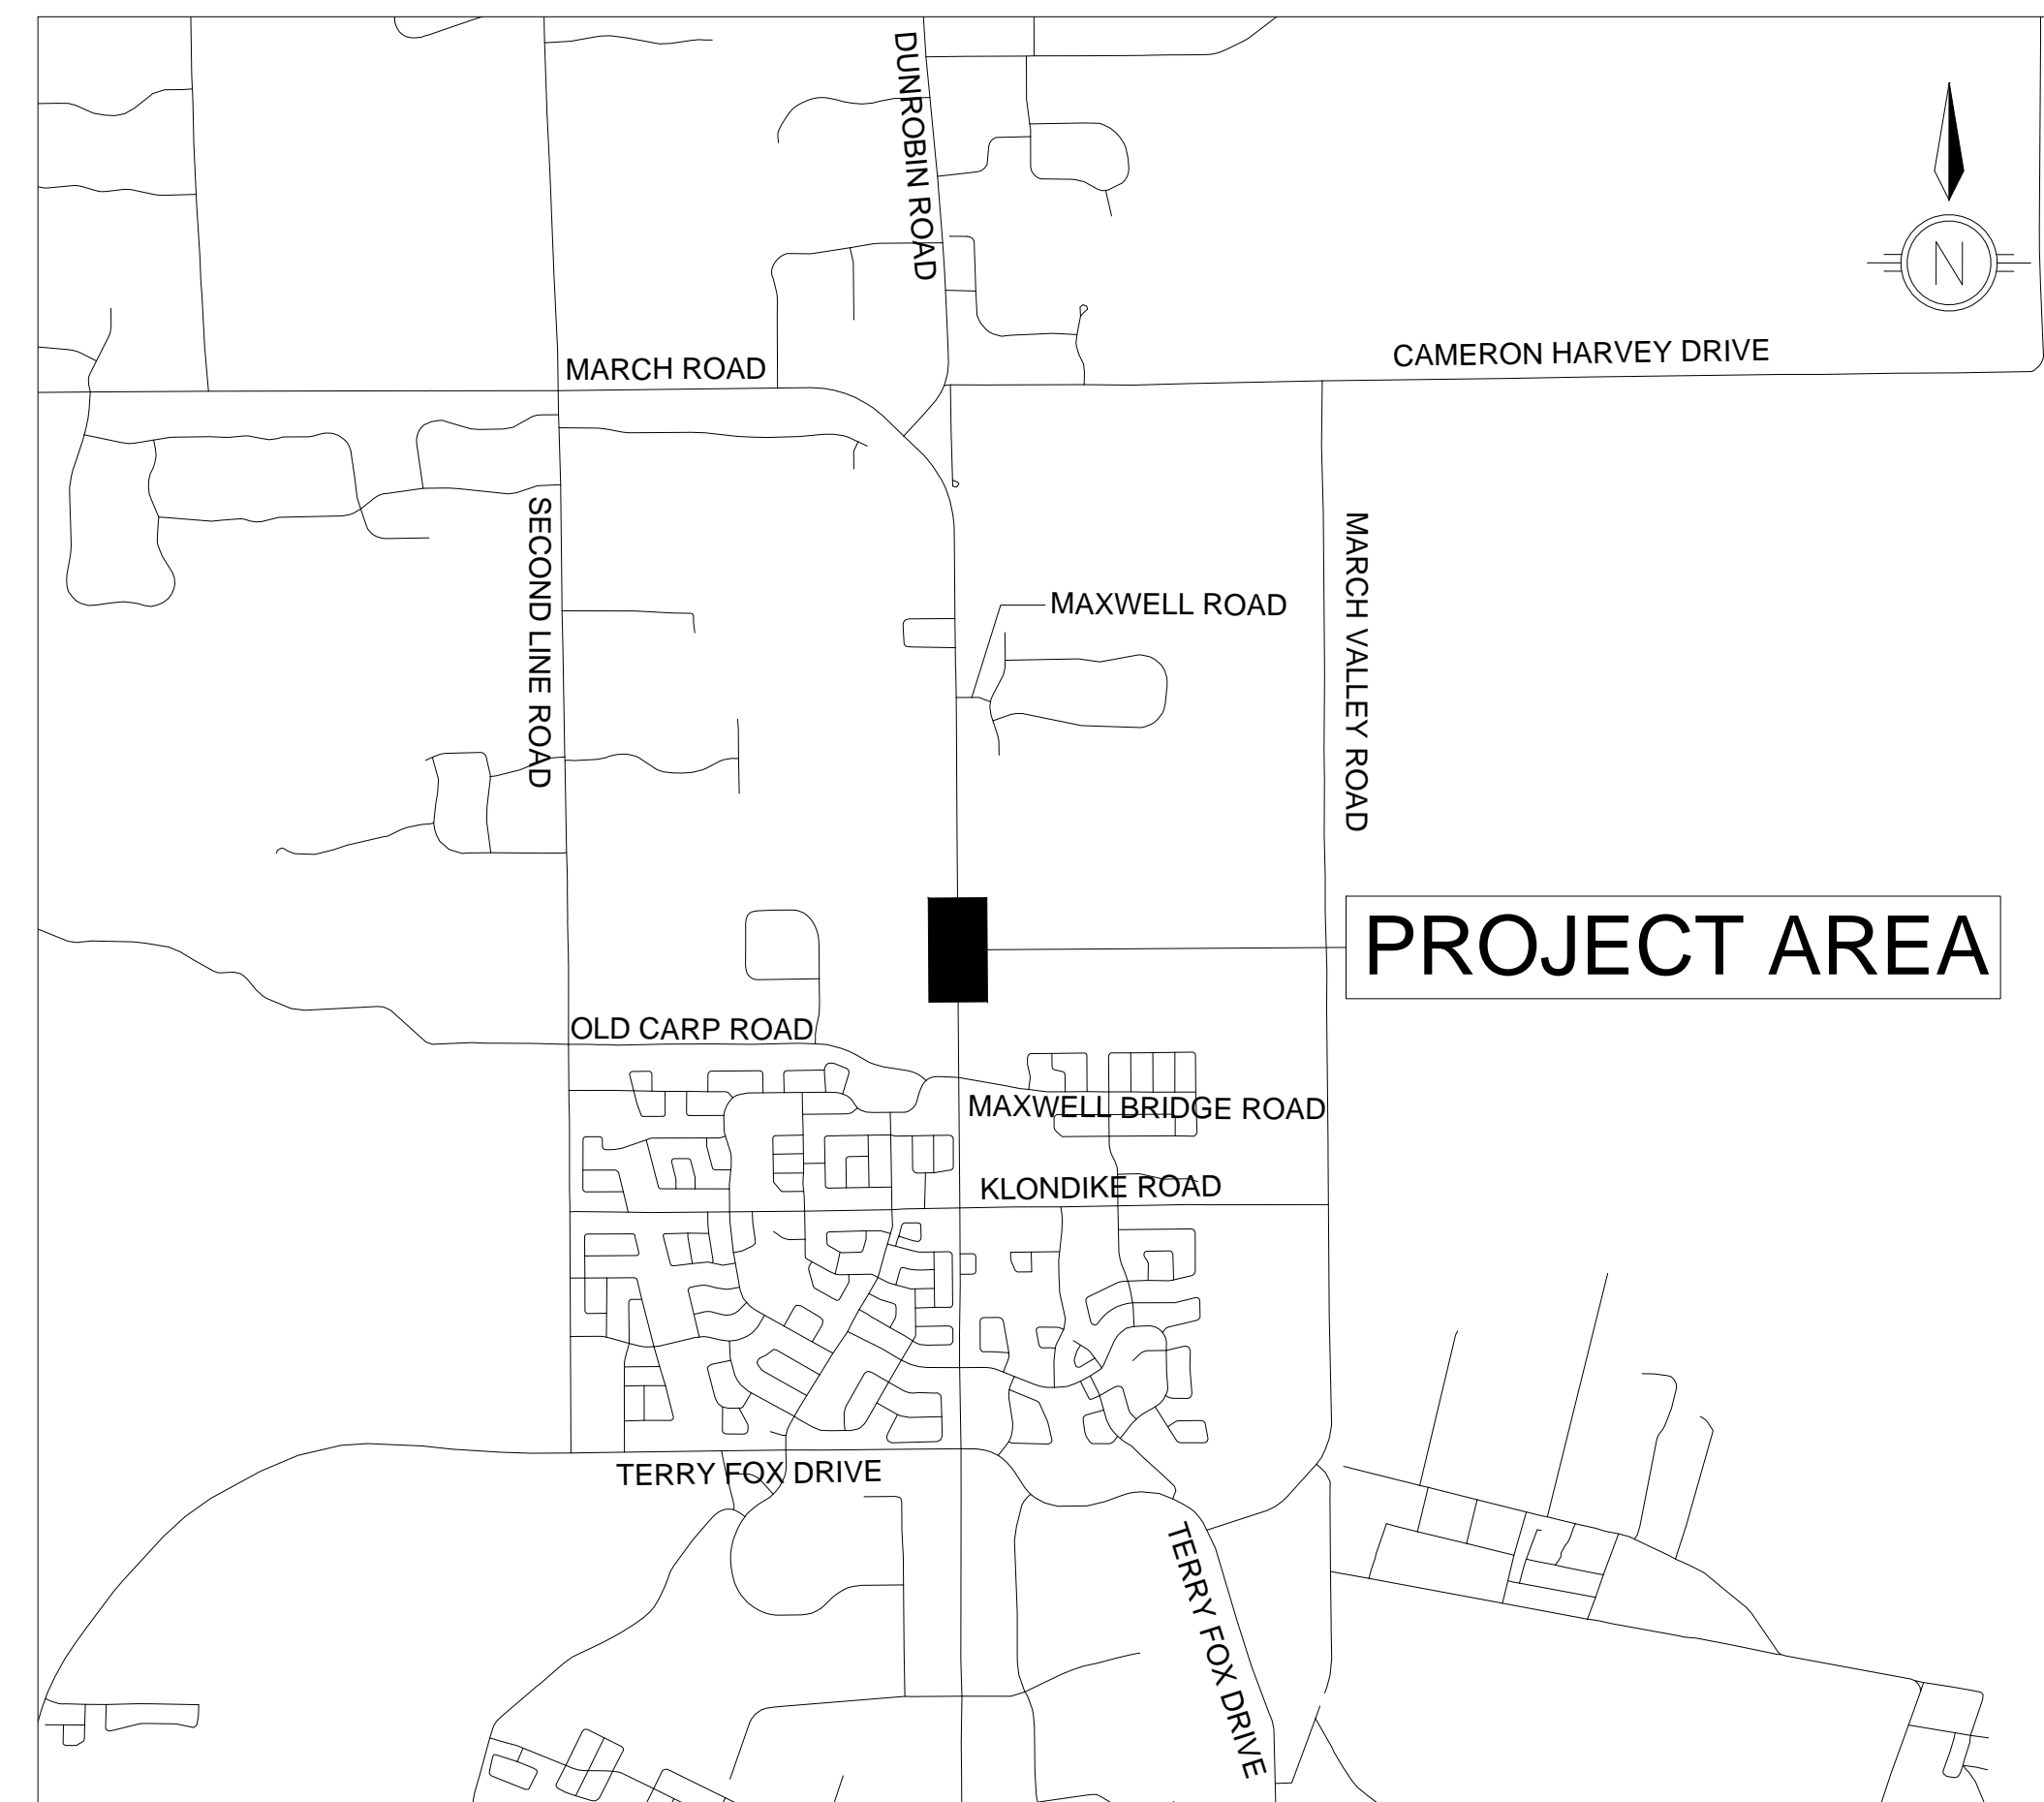 DUNROBIN ROAD
N
MARCH ROAD
CAMERON HARVEY DRIVE
SECOND LINE ROAD
MARCH VALLEY ROAD
MAXWELL ROAD
PROJECT AREA
OLD CARP ROAD
MAXWELL BRIDGE ROAD
KLONDIKE ROAD
TERRY FOX DRIVE
TERRY FOX DRIVE